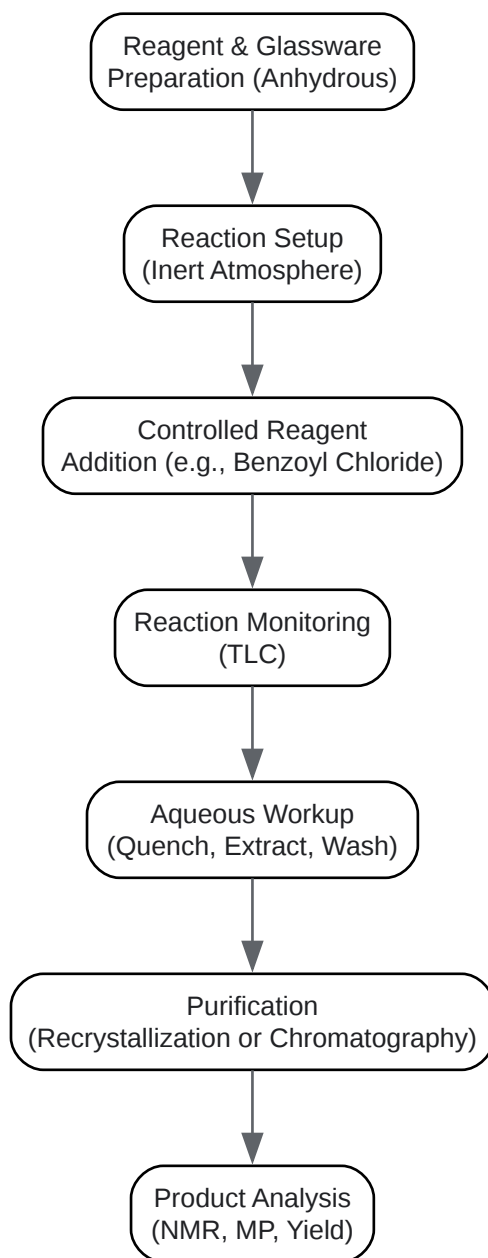 Reagent & Glassware
Preparation (Anhydrous)
Reaction Setup
(Inert Atmosphere)
Controlled Reagent
Addition (e.g., Benzoyl Chloride)
Reaction Monitoring
(TLC)
Aqueous Workup
(Quench, Extract, Wash)
Purification
(Recrystallization or Chromatography)
Product Analysis
(NMR, MP, Yield)